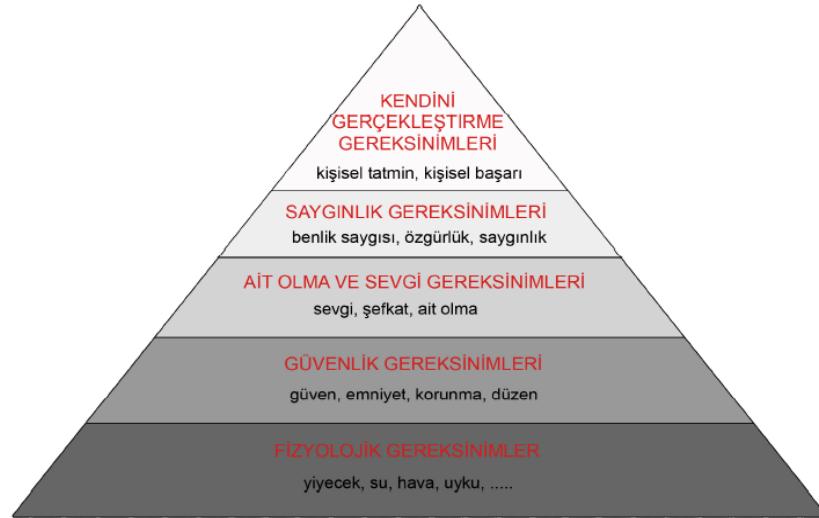 KENDİNİ
GERÇEKLEŞTIRME
GEREKSİNİMLERİ
kişisel tatmin, kişisel başarı
SAYGINLIK GEREKSİNİMLERİ
benlik saygısı, özgürlük, saygınlık
AİT OLMA VE SEVGİ GEREKSİNİMLERİ
sevgi, şefkat, ait olma
GÜVENLİK GEREKSİNİMLERİ
güven, emniyet, korunma, düzen
FİZYOLOJİK GEREKSİNİMLER
yiyecek, su, hava, uyku, .....